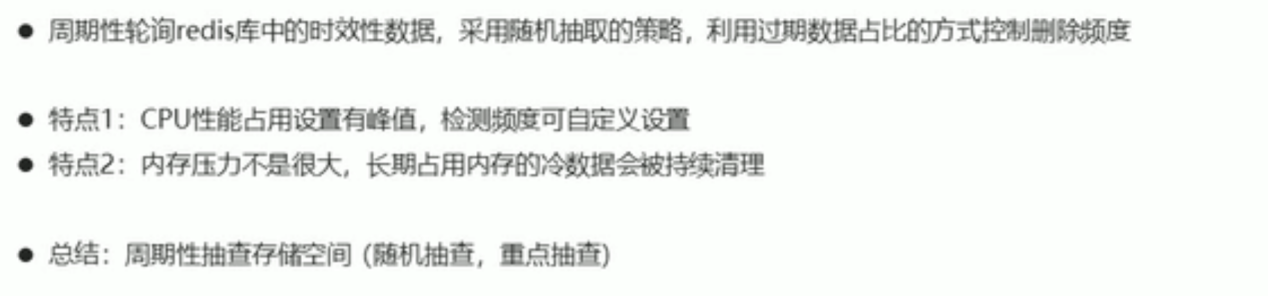 ● 周期性轮询redis库中的时效性数据，采用随机抽取的策略，利用过期数据占比的方式控制删除频度
● 特点1：CPU性能占用设置有峰值，检测频度可自定义设置
● 特点2：内存压力不是很大，长期占用内存的冷数据会被持续清理
● 总结：周期性抽查存储空间（随机抽查，重点抽查）